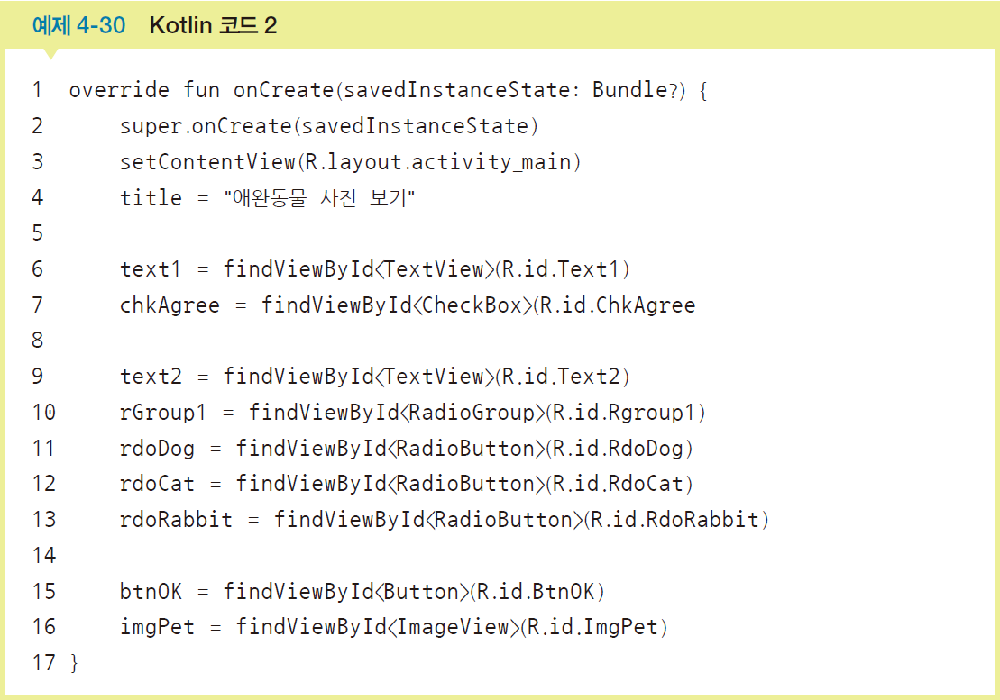 예제 4-30 Kotlin 코드 2
1 override fun onCreate(savedInstanceState: Bundle?) {
2 super.onCreate(savedInstanceState)
3 setContentView(R.layout.activity_main)
4 title = "애완동물 사진 보기"
5
6 text1 = findViewById<TextView>(R.id.Text1)
7 chkAgree = findViewById<CheckBox>(R.id.ChkAgree
8
9 text2 = findViewById<TextView>(R.id.Text2)
10 rGroup1 = findViewById<RadioGroup>(R.id.Rgroup1)
11 rdoDog = findViewById<RadioButton>(R.id.RdoDog)
12 rdoCat = findViewById<RadioButton>(R.id.RdoCat)
13 rdoRabbit = findViewById<RadioButton>(R.id.RdoRabbit)
14
15 btnOK = findViewById<Button>(R.id.BtnOK)
16 imgPet = findViewById<ImageView>(R.id.ImgPet)
17 }